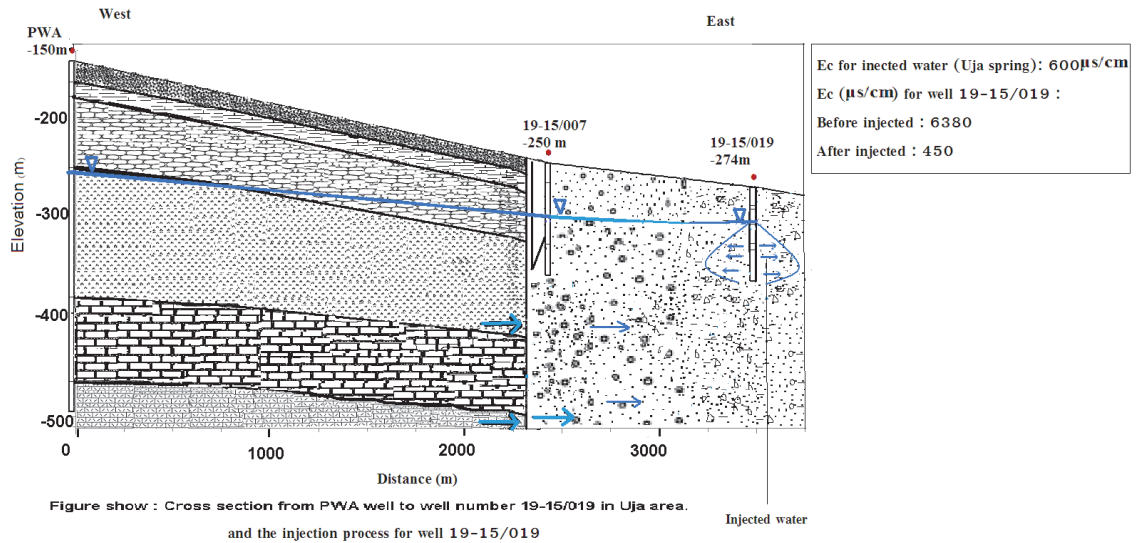 West
East
PWA
-150m
Ec for inected water (Uja spring): 600µs/cm
Ec (µs/cm) for well 19-15/019 :
Before injected : 6380
After injected : 450
19-15/007
-250 m
19-15/019
-274m
Elevation (m)
-200
-300
-400
-500
0
1000
2000
3000
Distance (m)
Figure show : Cross section from PWA well to well number 19-15/019 in Uja area.
and the injection process for well 19-15/019
Injected water